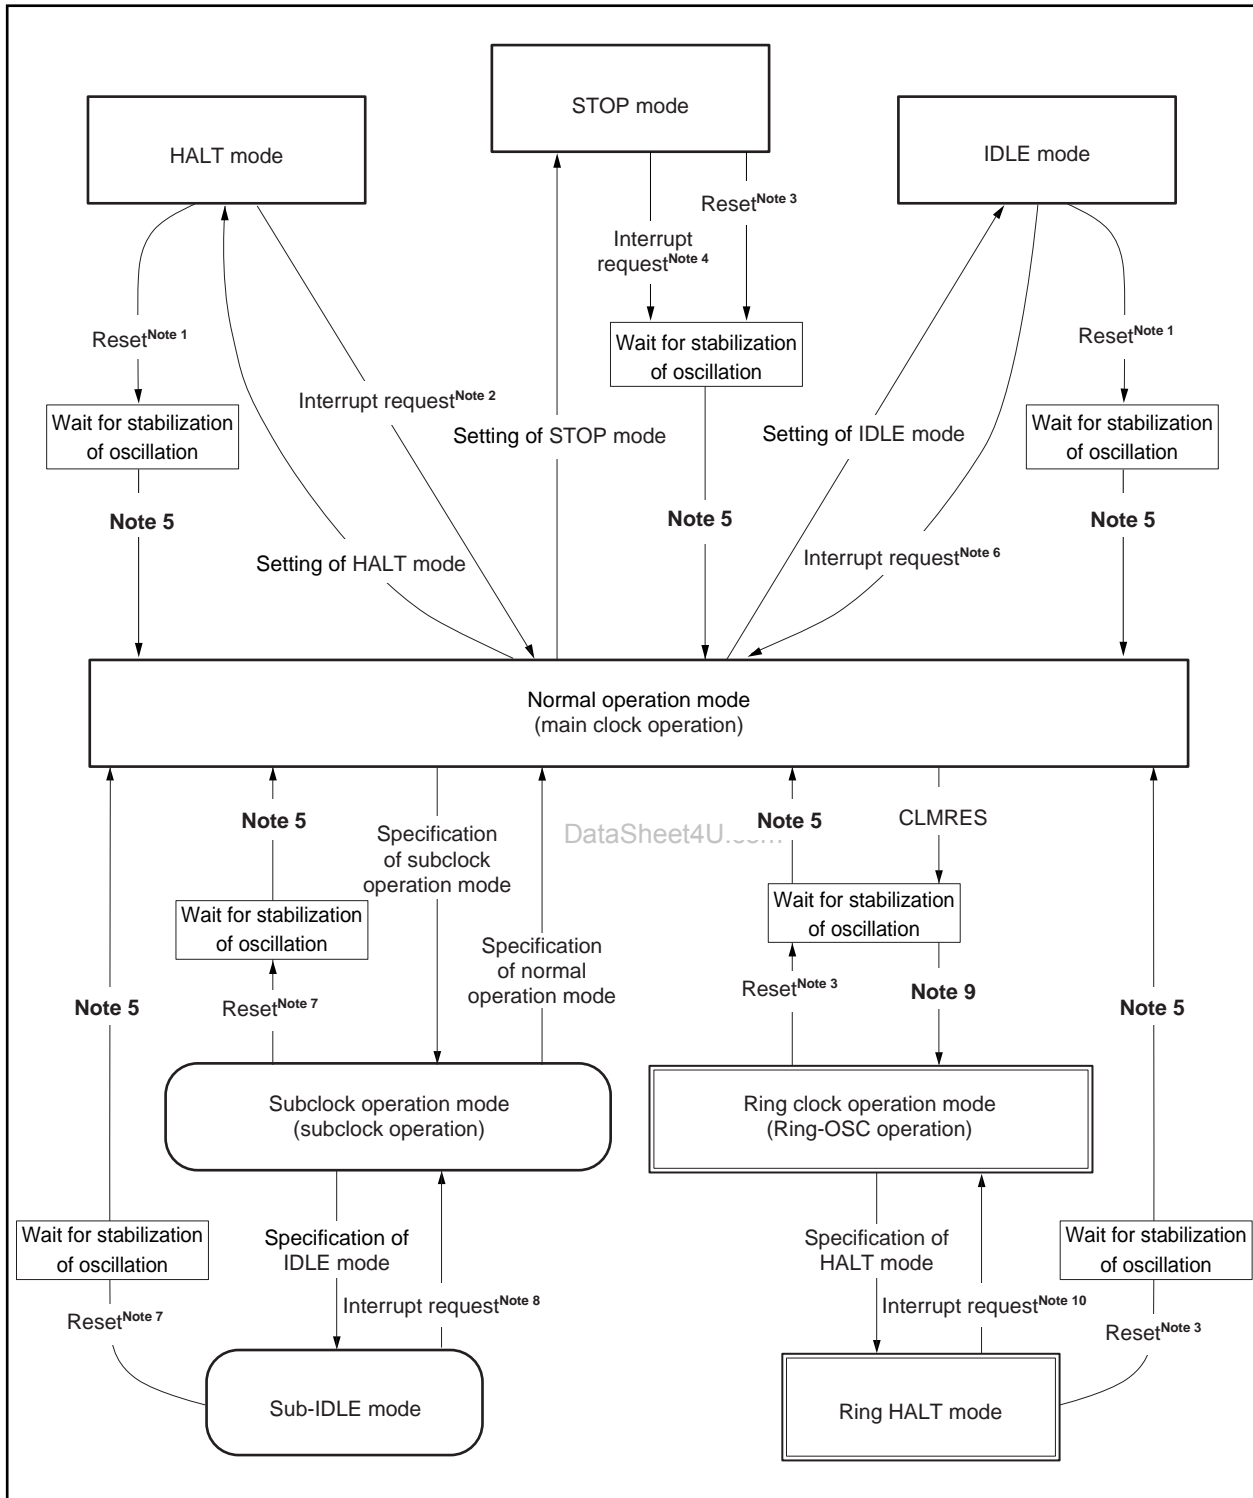 STOP mode
HALT mode
IDLE mode
Reset^Note 3
Interrupt
request^Note 4
Reset^Note 1
Wait for stabilization
of oscillation
Reset^Note 1
Interrupt request^Note 2
Wait for stabilization
of oscillation
Setting of STOP mode
Setting of IDLE mode
Wait for stabilization
of oscillation
Note 5
Note 5
Note 5
Setting of HALT mode
Interrupt request^Note 6
Normal operation mode
(main clock operation)
Note 5
Specification
of subclock
operation mode
DataSheet4U.com
Note 5
CLMRES
Wait for stabilization
of oscillation
Wait for stabilization
of oscillation
Specification
of normal
operation mode
Note 5
Reset^Note 7
Reset^Note 3
Note 9
Note 5
Subclock operation mode
(subclock operation)
Ring clock operation mode
(Ring-OSC operation)
Wait for stabilization
of oscillation
Specification of
IDLE mode
Specification of
HALT mode
Wait for stabilization
of oscillation
Reset^Note 7
Interrupt request^Note 8
Interrupt request^Note 10
Reset^Note 3
Sub-IDLE mode
Ring HALT mode